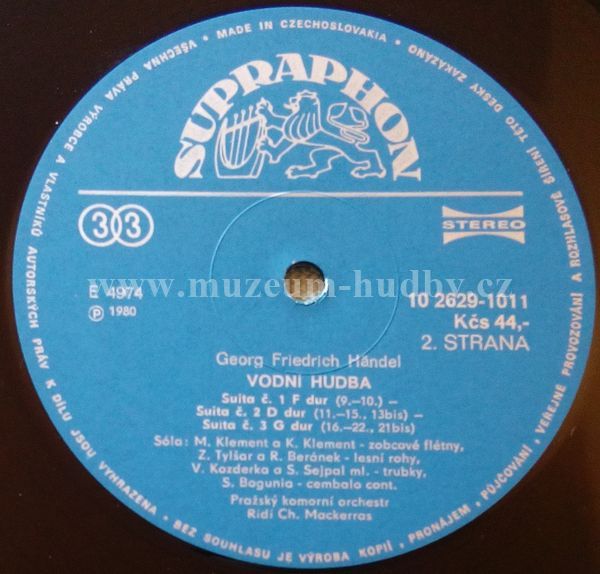 VŠECHNA PRÁVA VÝROBCE A VLASTNÍKŮ AUTORSKÝCH PRÁV K DÍLU JSOU VYHRAZENA • BEZ SOUHLASU JE VÝROBA KOPIÍ, PRONÁJEM, PŮJČOVÁNÍ, VEŘEJNÉ PROVOZOVÁNÍ A ROZHLASOVÉ ŠÍŘENÍ TÉTO DESKY ZAKÁZÁNO • MADE IN CZECHOSLOVAKIA •
SUPRAPHON
33
STEREO
www.muzeum-hudby.cz
E 4974
10 2629-1011
℗ 1980
Kčs 44,-
2. STRANA
Georg Friedrich Händel
VODNÍ HUDBA
Suita č. 1 F dur (9.–10.) –
Suita č. 2 D dur (11.–15., 13bis) –
Suita č. 3 G dur (16.–22., 21bis)
Sóla: M. Klement a K. Klement - zobcové flétny,
Z. Tylšar a R. Beránek - lesní rohy,
V. Kozderka a S. Sejpal ml. - trubky,
S. Bogunia - cembalo cont.
Pražský komorní orchestr
Řídí Ch. Mackerras